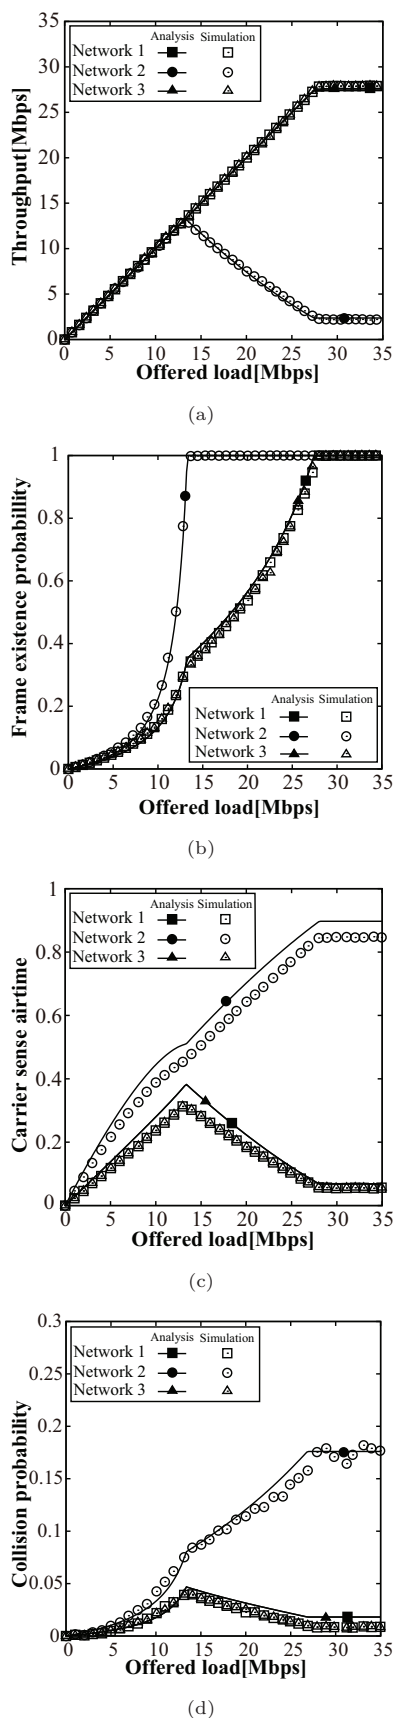 35
30
25
20
15
10
5
0
Throughput[Mbps]
Analysis Simulation
Network 1
Network 2
Network 3
0 5 10 15 20 25 30 35
Offered load[Mbps]
(a)
1
0.8
0.6
0.4
0.2
0
Frame existence probabillity
Analysis Simulation
Network 1
Network 2
Network 3
0 5 10 15 20 25 30 35
Offered load[Mbps]
(b)
1
0.8
0.6
0.4
0.2
0
Carrier sense airtime
Analysis Simulation
Network 1
Network 2
Network 3
0 5 10 15 20 25 30 35
Offered load[Mbps]
(c)
0.3
0.25
0.2
0.15
0.1
0.05
0
Collision probability
Analysis Simulation
Network 1
Network 2
Network 3
0 5 10 15 20 25 30 35
Offered load[Mbps]
(d)